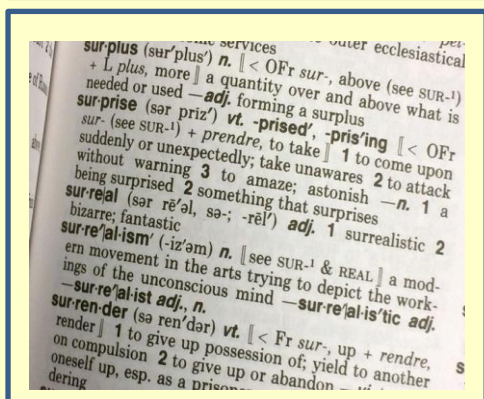 services
outer ecclesiastical
sur·plus (sʉr′plus′) n. ⟦< OFr sur-, above (see SUR-¹)
+ L plus, more⟧ a quantity over and above what is
needed or used —adj. forming a surplus
sur·prise (sər prīz′) vt. -prised′, -pris′ing ⟦< OFr
sur- (see SUR-¹) + prendre, to take⟧ 1 to come upon
suddenly or unexpectedly; take unawares 2 to attack
without warning 3 to amaze; astonish —n. 1 a
being surprised 2 something that surprises
sur·re·al (sər rē′əl, sə-; -rēl′) adj. 1 surrealistic 2
bizarre; fantastic
sur·re′al·ism′ (-iz′əm) n. ⟦see SUR-¹ & REAL⟧ a mod-
ern movement in the arts trying to depict the work-
ings of the unconscious mind —sur·re′al·is′tic adj.
—sur·re′al·ist adj., n.
sur·ren·der (sə ren′dər) vt. ⟦< Fr sur-, up + rendre,
render⟧ 1 to give up possession of; yield to another
on compulsion 2 to give up or abandon
oneself up, esp. as a prisoner
dering